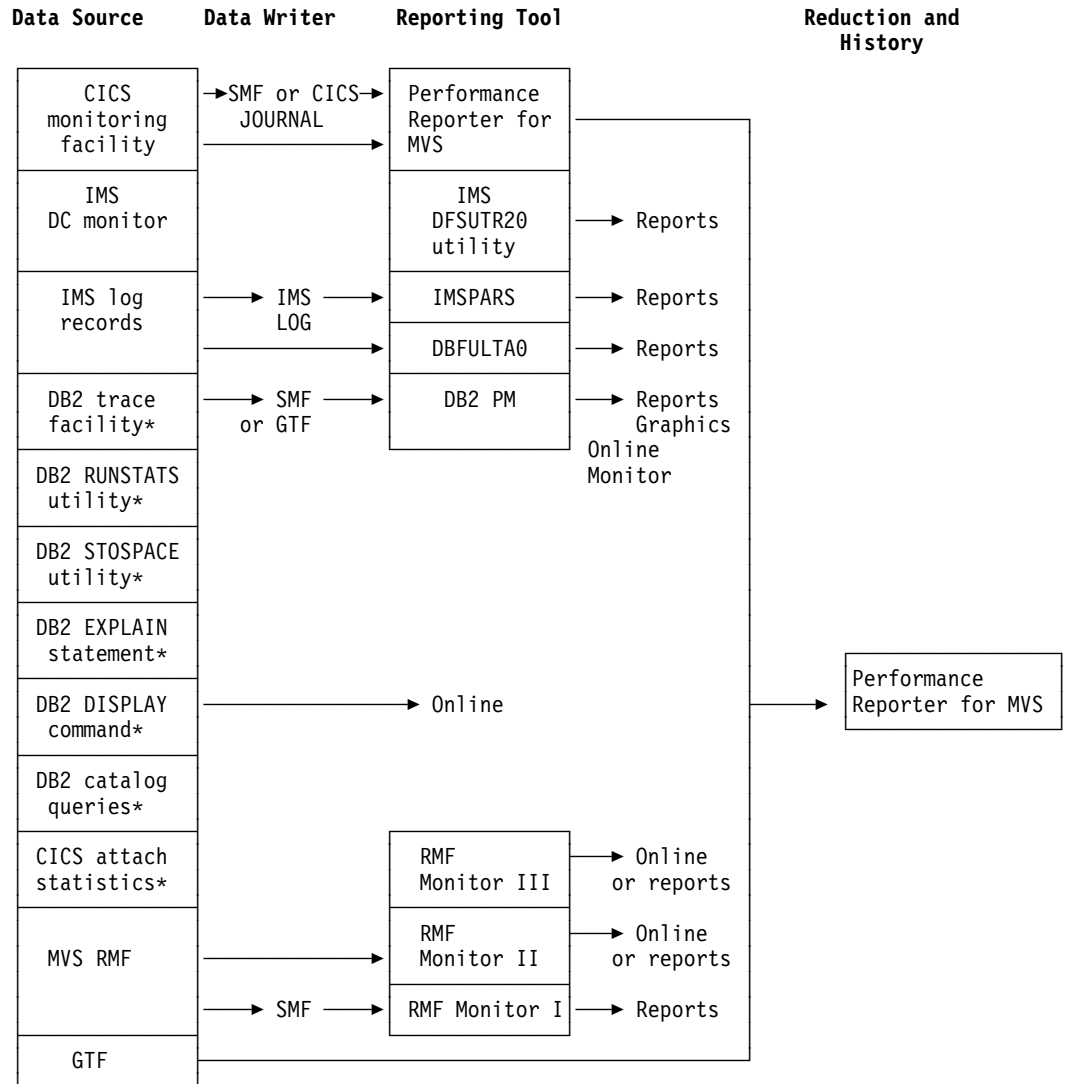 Data Source Data Writer Reporting Tool Reduction and
History
CICS
monitoring
facility
SMF or CICS
JOURNAL
Performance
Reporter for
MVS
IMS
DC monitor
IMS
DFSUTR20
utility
Reports
IMS log
records
IMS
LOG
IMSPARS
Reports
DBFULTA0
Reports
DB2 trace
facility*
SMF
or GTF
DB2 PM
Reports
Graphics
Online
Monitor
DB2 RUNSTATS
utility*
DB2 STOSPACE
utility*
DB2 EXPLAIN
statement*
Performance
Reporter for MVS
DB2 DISPLAY
command*
Online
DB2 catalog
queries*
CICS attach
statistics*
RMF
Monitor III
Online
or reports
MVS RMF
RMF
Monitor II
Online
or reports
SMF
RMF Monitor I
Reports
GTF